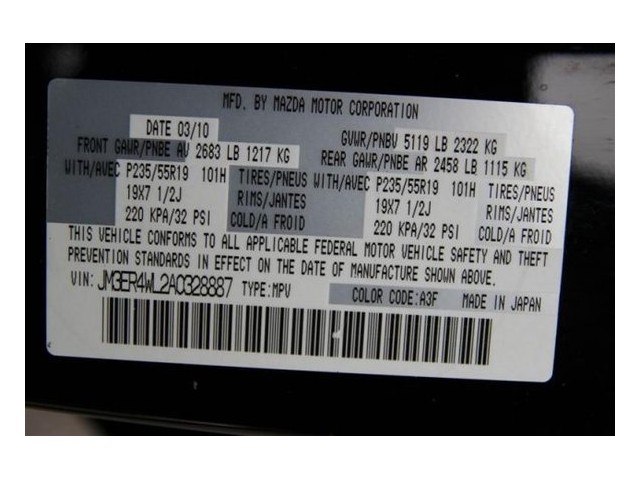 MFD. BY MAZDA MOTOR CORPORATION
DATE 03/10 GVWR/PNBV 5119 LB 2322 KG
FRONT GAWR/PNBE AV 2683 LB 1217 KG REAR GAWR/PNBE AR 2458 LB 1115 KG
WITH/AVEC P235/55R19 101H TIRES/PNEUS WITH/AVEC P235/55R19 101H TIRES/PNEUS
19X7 1/2J RIMS/JANTES 19X7 1/2J RIMS/JANTES
220 KPA/32 PSI COLD/A FROID 220 KPA/32 PSI COLD/A FROID
THIS VEHICLE CONFORMS TO ALL APPLICABLE FEDERAL MOTOR VEHICLE SAFETY AND THEFT
PREVENTION STANDARDS IN EFFECT ON THE DATE OF MANUFACTURE SHOWN ABOVE.
VIN: JM3ER4WL2A0328887 TYPE:MPV COLOR CODE:A3F MADE IN JAPAN